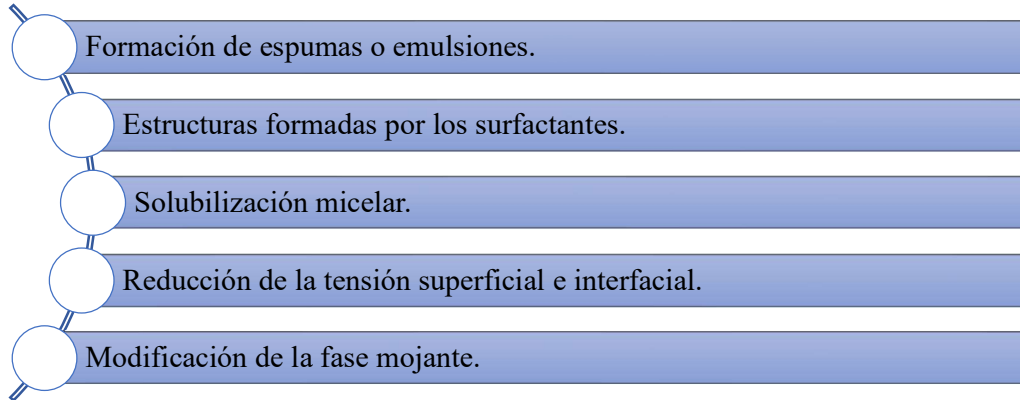 Formación de espumas o emulsiones.
Estructuras formadas por los surfactantes.
Solubilización micelar.
Reducción de la tensión superficial e interfacial.
Modificación de la fase mojante.